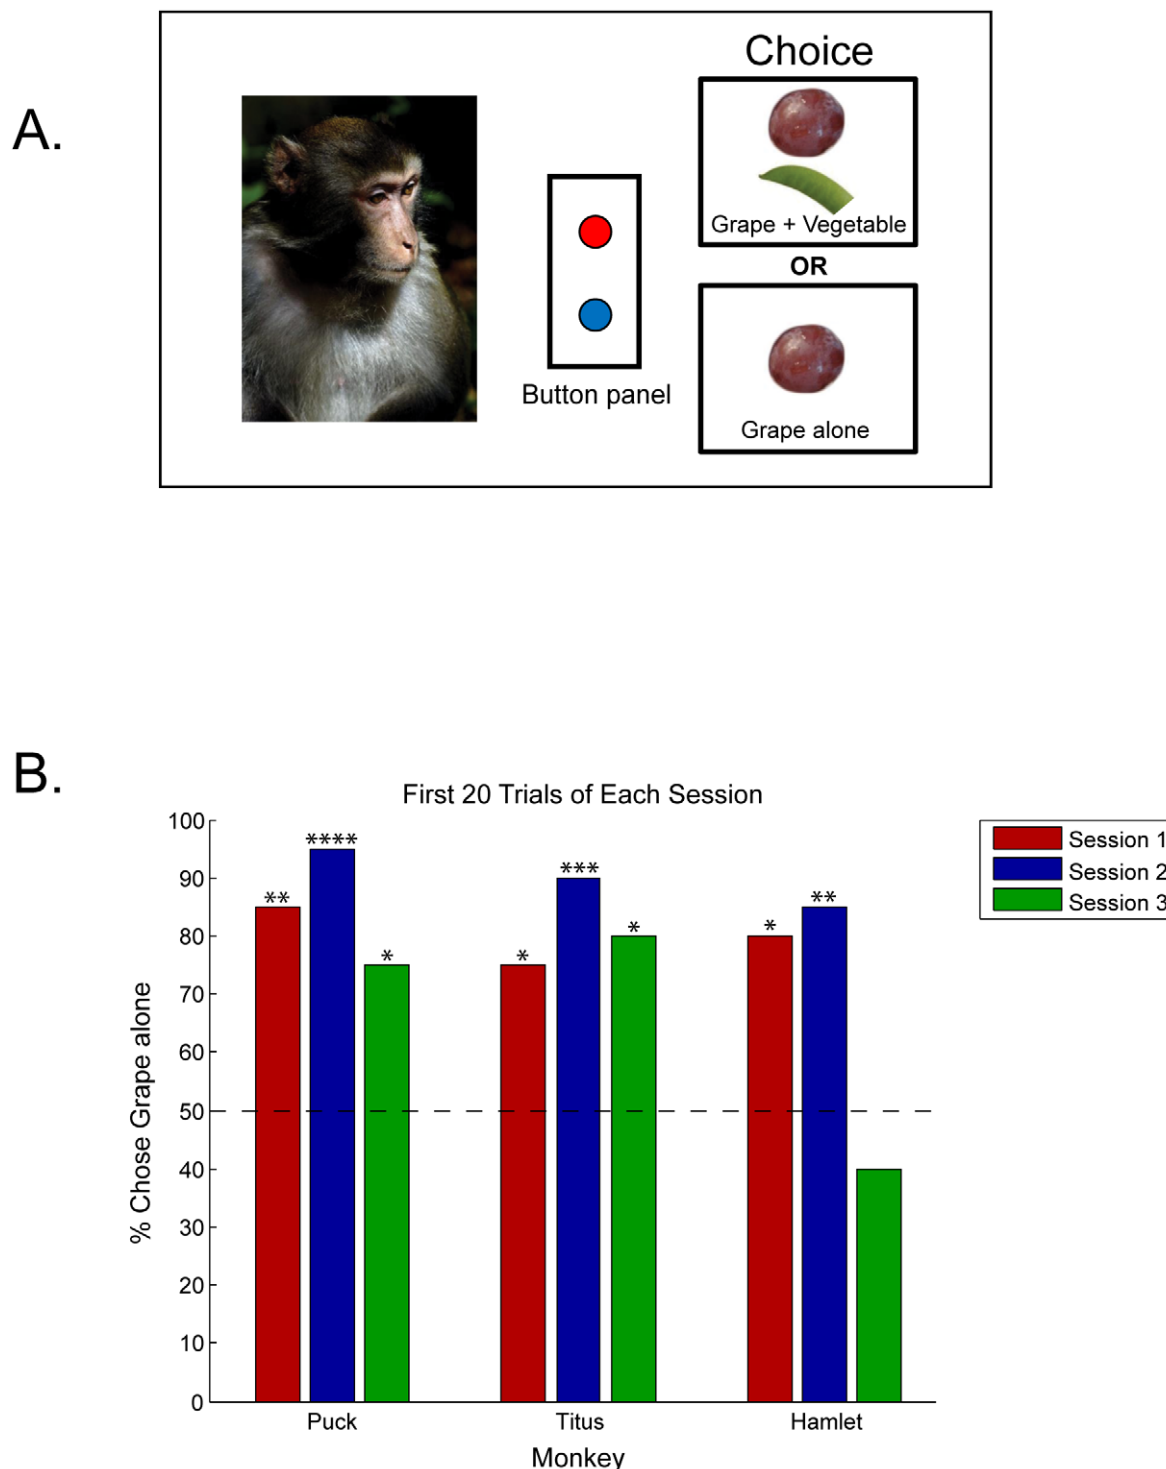 A.
Choice
Grape + Vegetable
OR
Button panel
Grape alone
B.
First 20 Trials of Each Session
Session 1
Session 2
Session 3
% Chose Grape alone
100
90
80
70
60
50
40
30
20
10
0
**
****
*
*
***
*
*
**
Puck Titus Hamlet
Monkey